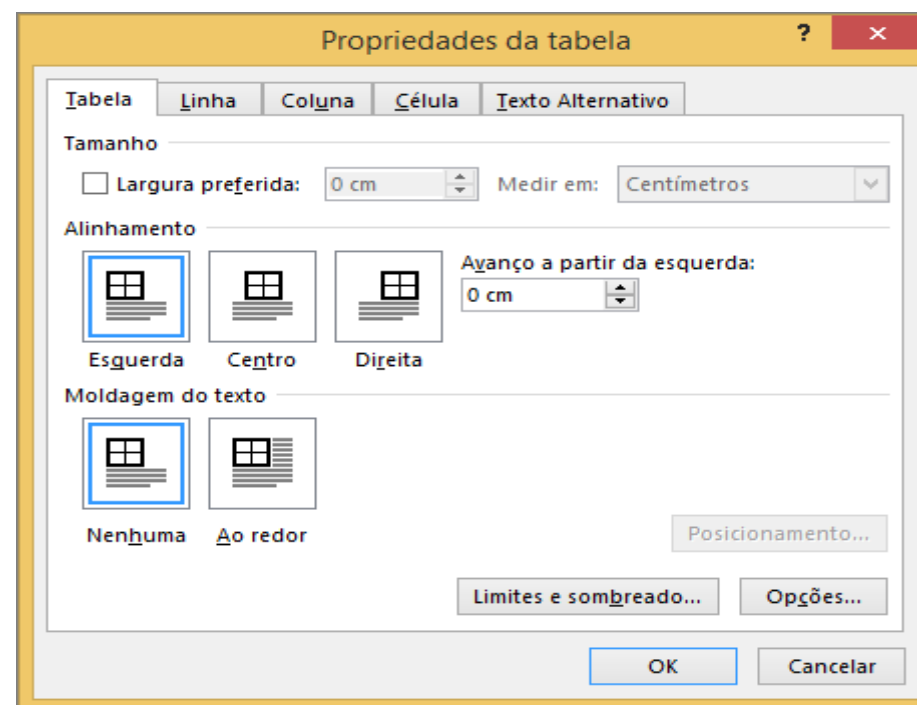 Propriedades da tabela ? ×
Tabela Linha Coluna Célula Texto Alternativo
Tamanho
Largura preferida: 0 cm Medir em: Centímetros
Alinhamento
Avanço a partir da esquerda:
0 cm
Esquerda Centro Direita
Moldagem do texto
Nenhuma Ao redor
Posicionamento...
Limites e sombreado... Opções...
OK Cancelar